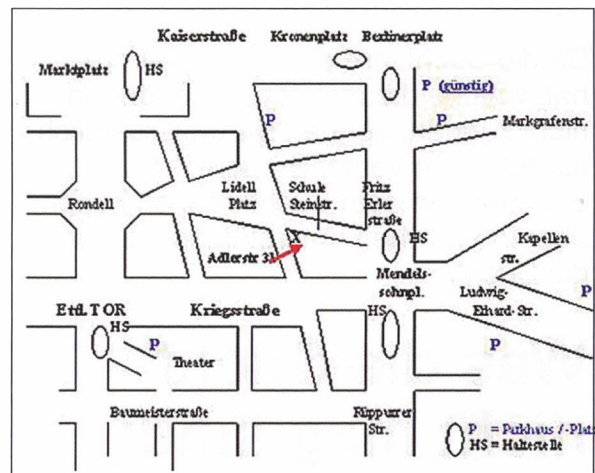 Kaiserstraße Kronenplatz Berlinerplatz
Marktplatz HS
P (günstig)
P P Markgrafenstr.
Lidell Platz
Schule Steinstr.
Fritz Erler straße
Rondell
X HS
Adlerstr 31
Kapellen str.
Mendels-
sohnpl.
Ludwig-
Erhard-Str.
P
Ettl. TOR Kriegsstraße
HS HS
P Theater P
Baumeisterstraße
Rüppurrer
Str.
P = Parkhaus /-Platz
HS = Haltestelle